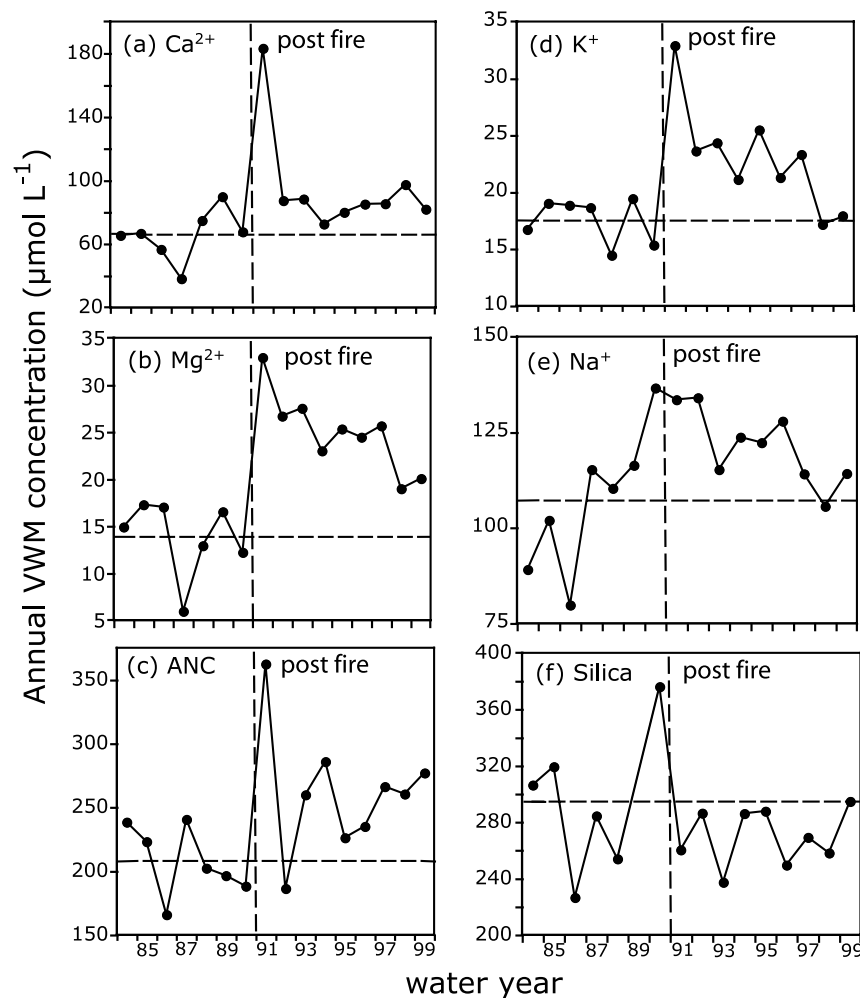 Annual VWM concentration (µmol L⁻¹)
(a) Ca²⁺
post fire
180
140
100
60
20
(d) K⁺
post fire
35
30
25
20
15
10
(b) Mg²⁺
post fire
35
30
25
20
15
10
5
(e) Na⁺
post fire
150
125
100
75
(c) ANC
post fire
350
300
250
200
150
85 87 89 91 93 95 97 99
(f) Silica
post fire
400
360
320
280
260
240
200
85 87 89 91 93 95 97 99
water year